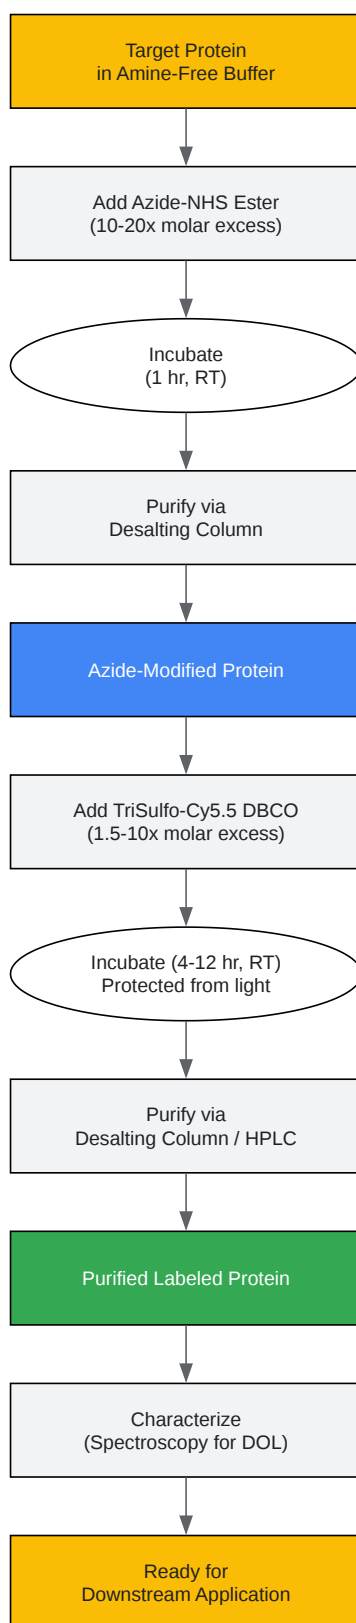 Target Protein
in Amine-Free Buffer
Add Azide-NHS Ester
(10-20x molar excess)
Incubate
(1 hr, RT)
Purify via
Desalting Column
Azide-Modified Protein
Add TriSulfo-Cy5.5 DBCO
(1.5-10x molar excess)
Incubate (4-12 hr, RT)
Protected from light
Purify via
Desalting Column / HPLC
Purified Labeled Protein
Characterize
(Spectroscopy for DOL)
Ready for
Downstream Application